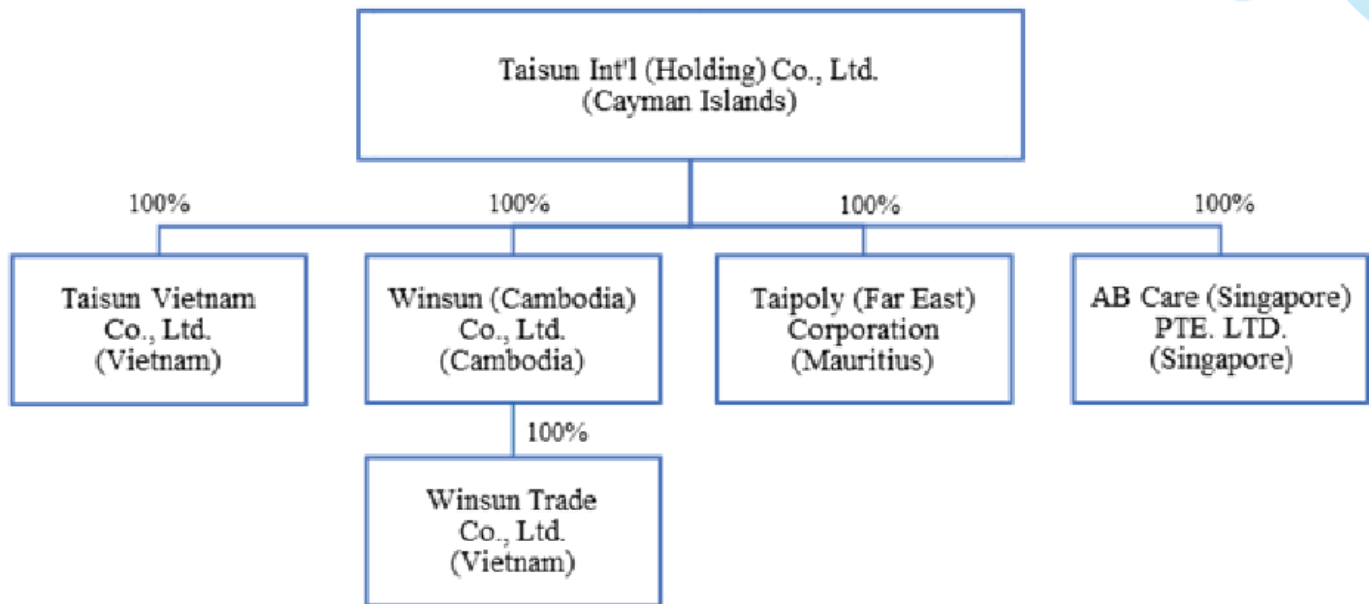 Taisun Int'l (Holding) Co., Ltd.
(Cayman Islands)
100%
100%
100%
100%
Taisun Vietnam
Co., Ltd.
(Vietnam)
Winsun (Cambodia)
Co., Ltd.
(Cambodia)
Taipoly (Far East)
Corporation
(Mauritius)
AB Care (Singapore)
PTE. LTD.
(Singapore)
100%
Winsun Trade
Co., Ltd.
(Vietnam)